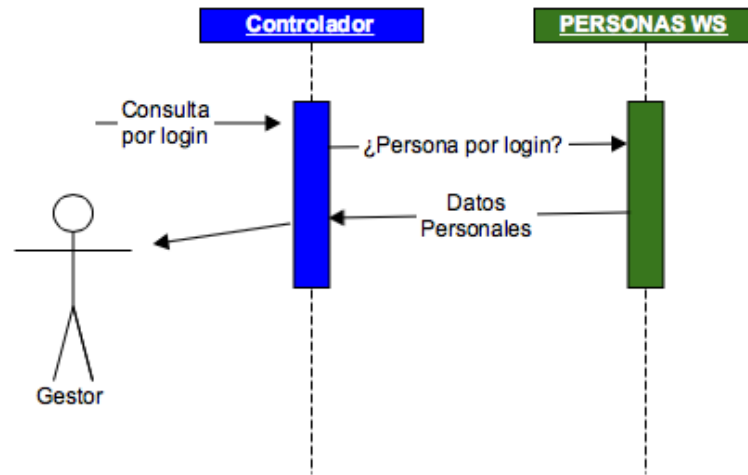 Controlador
PERSONAS WS
Consulta
por login
¿Persona por login?
Datos
Personales
Gestor